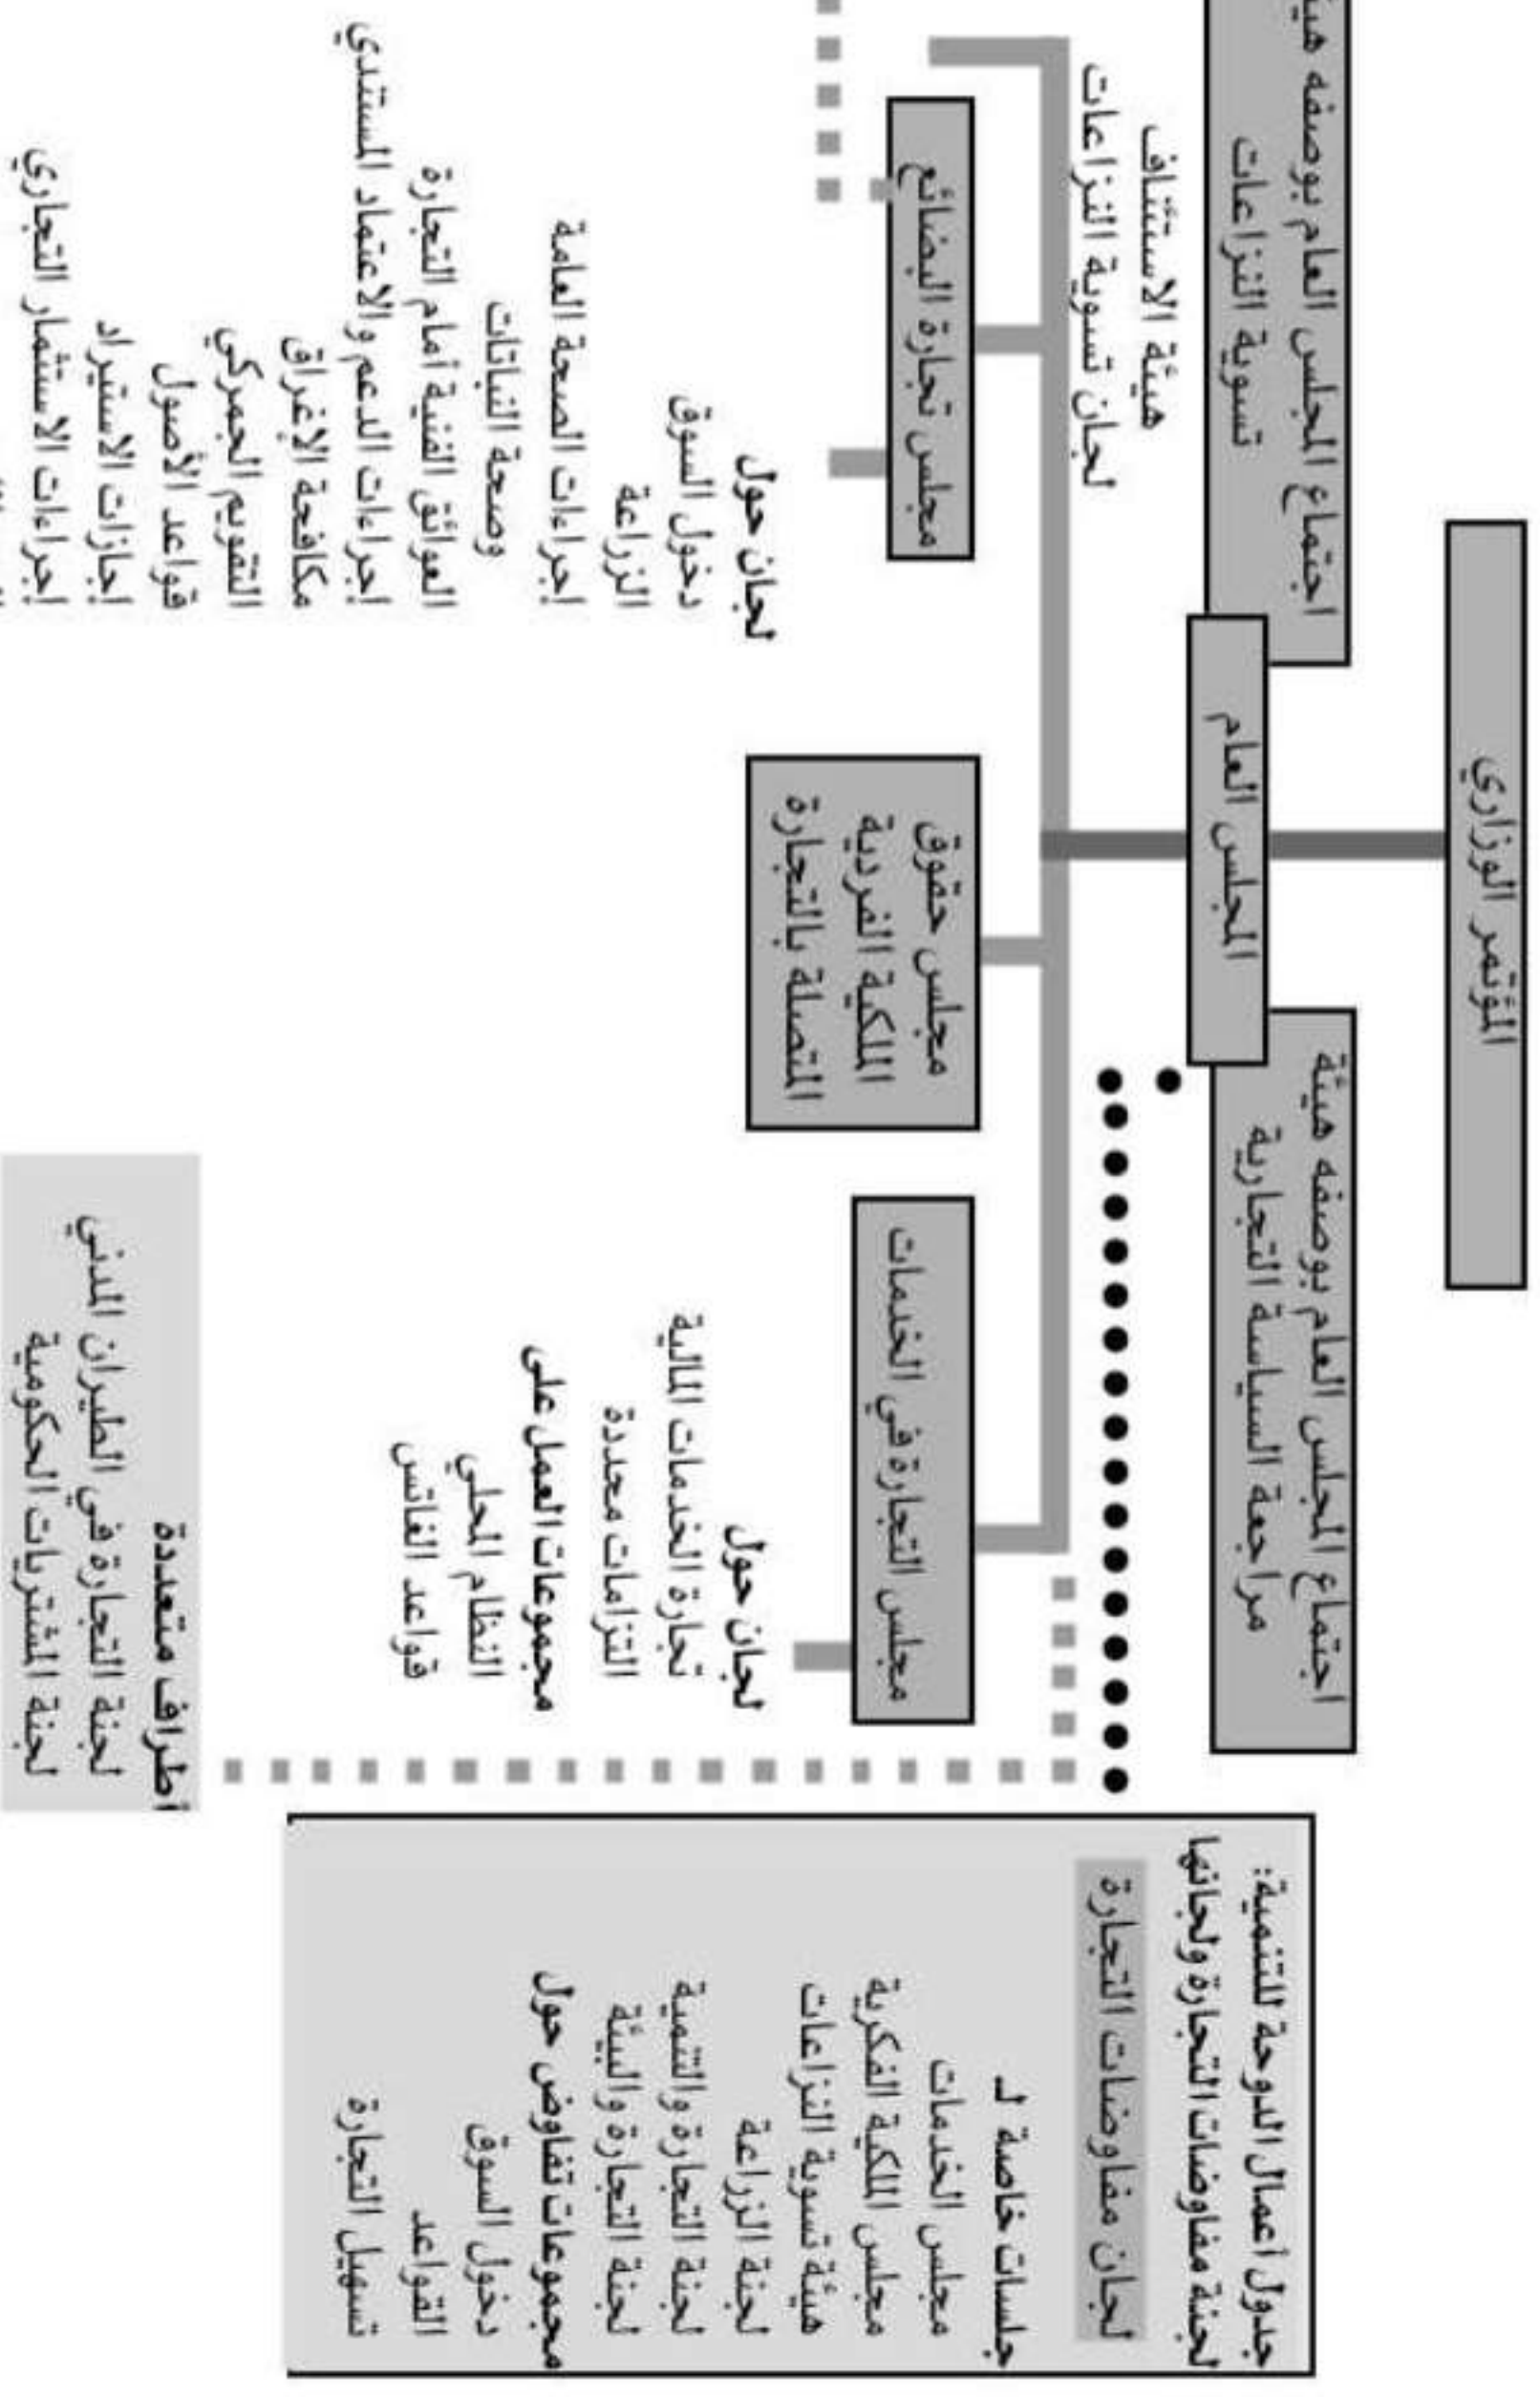 المؤتمر الوزاري
اجتماع المجلس العام بوصفه هيئة
مراجعة السياسة التجارية
المجلس العام
اجتماع المجلس العام بوصفه
تسوية النزاعات
هيئة الاستئناف
لجان تسوية النزاعات
جدول أعمال الدوحة للتنمية:
لجنة مفاوضات التجارة ولجانها
لجان مفاوضات التجارة
جلسات خاصة لـ
مجلس الخدمات
مجلس الملكية الفكرية
هيئة تسوية النزاعات
لجنة الزراعة
لجنة التجارة والتنمية
لجنة التجارة والبيئة
مجموعات تفاوض حول
دخول السوق
القواعد
تسهيل التجارة
مجلس التجارة في الخدمات
لجان حول
تجارة الخدمات المالية
التزامات محددة
مجموعات العمل على
النظام المحلي
قواعد الغاتس
أطراف متعددة
لجنة التجارة في الطيران المدني
لجنة المشتريات الحكومية
مجلس حقوق
الملكية الفردية
المتصلة بالتجارة
مجلس تجارة البضائع
لجان حول
دخول السوق
الزراعة
إجراءات الصحة العامة
وصحة النباتات
العوائق الفنية أمام التجارة
إجراءات الدعم والاعتماد المستندي
مكافحة الإغراق
التقويم الجمركي
قواعد الأصول
إجازات الاستيراد
إجراءات الاستثمار التجاري